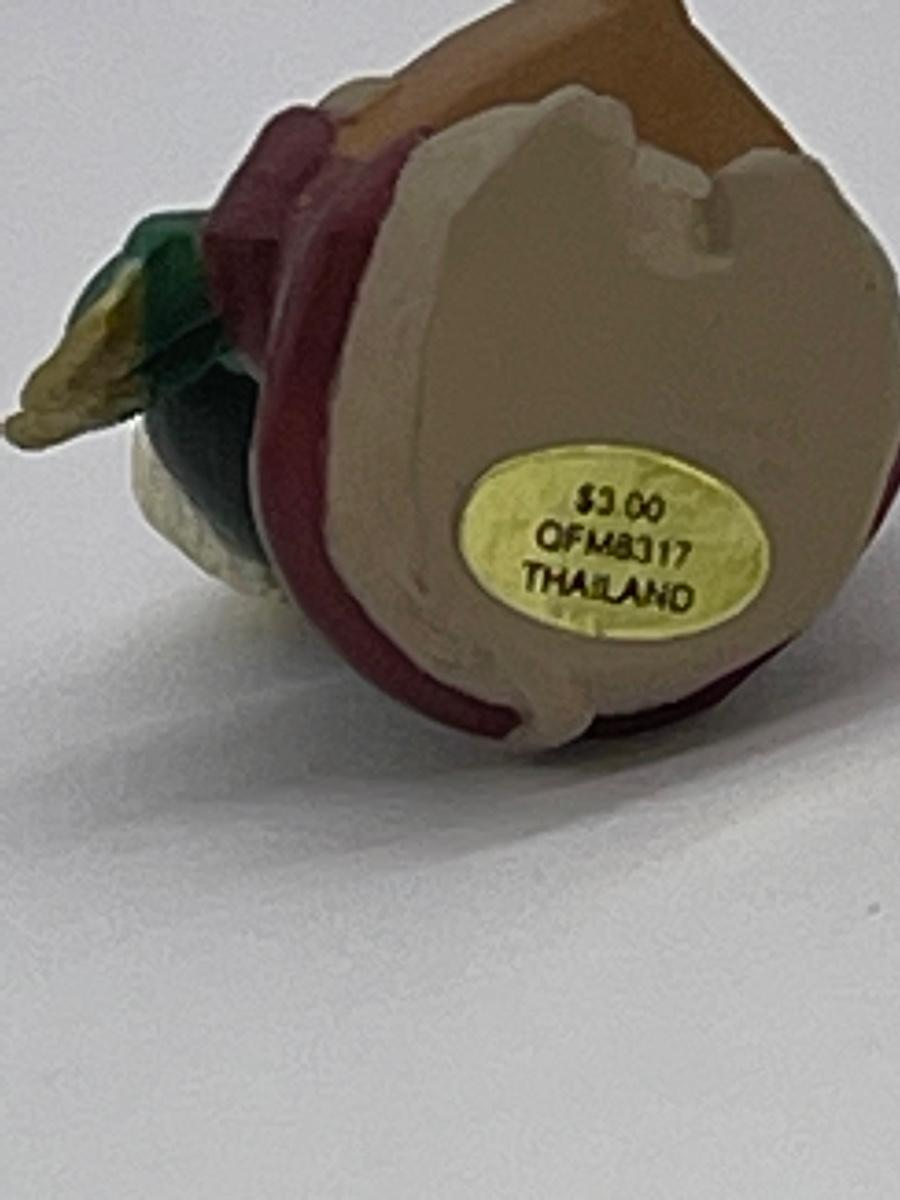 $3.00
QFM8317
THAILAND